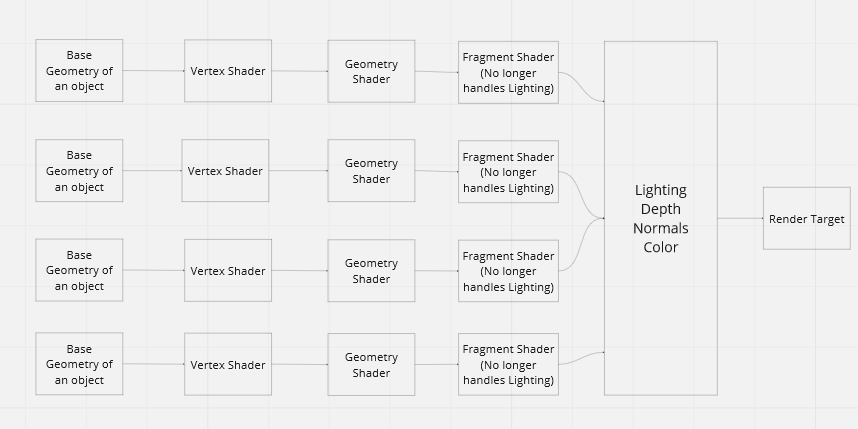 Base
Geometry of
an object
Vertex Shader
Geometry
Shader
Fragment Shader
(No longer
handles Lighting)
Base
Geometry of
an object
Vertex Shader
Geometry
Shader
Fragment Shader
(No longer
handles Lighting)
Base
Geometry of
an object
Vertex Shader
Geometry
Shader
Fragment Shader
(No longer
handles Lighting)
Base
Geometry of
an object
Vertex Shader
Geometry
Shader
Fragment Shader
(No longer
handles Lighting)
Lighting
Depth
Normals
Color
Render Target